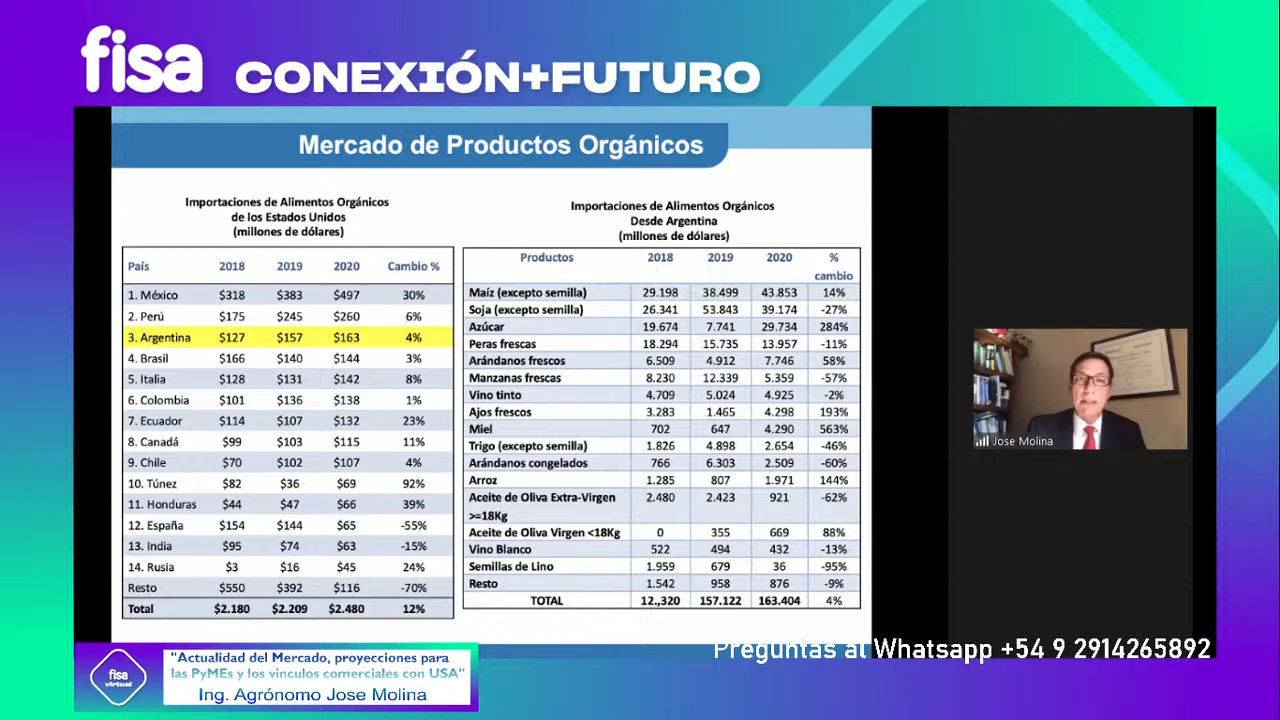 fisa CONEXIÓN+FUTURO
Mercado de Productos Orgánicos
Importaciones de Alimentos Orgánicos
de los Estados Unidos
(millones de dólares)
País 2018 2019 2020 Cambio %
1. México $318 $383 $497 30%
2. Perú $175 $245 $260 6%
3. Argentina $127 $157 $163 4%
4. Brasil $166 $140 $144 3%
5. Italia $128 $131 $142 8%
6. Colombia $101 $136 $138 1%
7. Ecuador $114 $107 $132 23%
8. Canadá $99 $103 $115 11%
9. Chile $70 $102 $107 4%
10. Túnez $82 $36 $69 92%
11. Honduras $44 $47 $66 39%
12. España $154 $144 $65 -55%
13. India $95 $74 $63 -15%
14. Rusia $3 $16 $45 24%
Resto $550 $392 $116 -70%
Total $2.180 $2.209 $2.480 12%
Importaciones de Alimentos Orgánicos
Desde Argentina
(millones de dólares)
Productos 2018 2019 2020 %
cambio
Maíz (excepto semilla) 29.198 38.499 43.853 14%
Soja (excepto semilla) 26.341 53.843 39.174 -27%
Azúcar 19.674 7.741 29.734 284%
Peras frescas 18.294 15.735 13.957 -11%
Arándanos frescos 6.509 4.912 7.746 58%
Manzanas frescas 8.230 12.339 5.359 -57%
Vino tinto 4.709 5.024 4.925 -2%
Ajos frescos 3.283 1.465 4.298 193%
Miel 702 647 4.290 563%
Trigo (excepto semilla) 1.826 4.898 2.654 -46%
Arándanos congelados 766 6.303 2.509 -60%
Arroz 1.285 807 1.971 144%
Aceite de Oliva Extra-Virgen 2.480 2.423 921 -62%
>=18Kg
Aceite de Oliva Virgen <18Kg 0 355 669 88%
Vino Blanco 522 494 432 -13%
Semillas de Lino 1.959 679 36 -95%
Resto 1.542 958 876 -9%
TOTAL 12.,320 157.122 163.404 4%
Jose Molina
Preguntas al Whatsapp +54 9 2914265892
fisa
virtual
"Actualidad del Mercado, proyecciones para
las PyMEs y los vinculos comerciales con USA"
Ing. Agrónomo Jose Molina